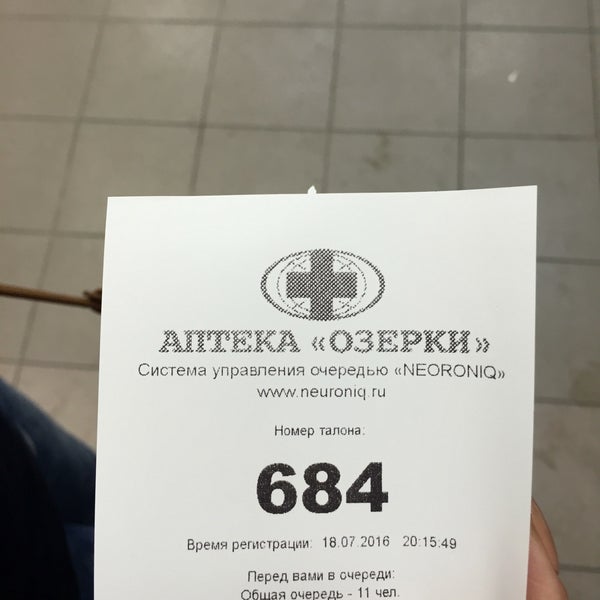 АПТЕКА «ОЗЕРКИ»
Система управления очередью «NEORONIQ»
www.neuroniq.ru
Номер талона:
684
Время регистрации: 18.07.2016 20:15:49
Перед вами в очереди:
Общая очередь - 11 чел.